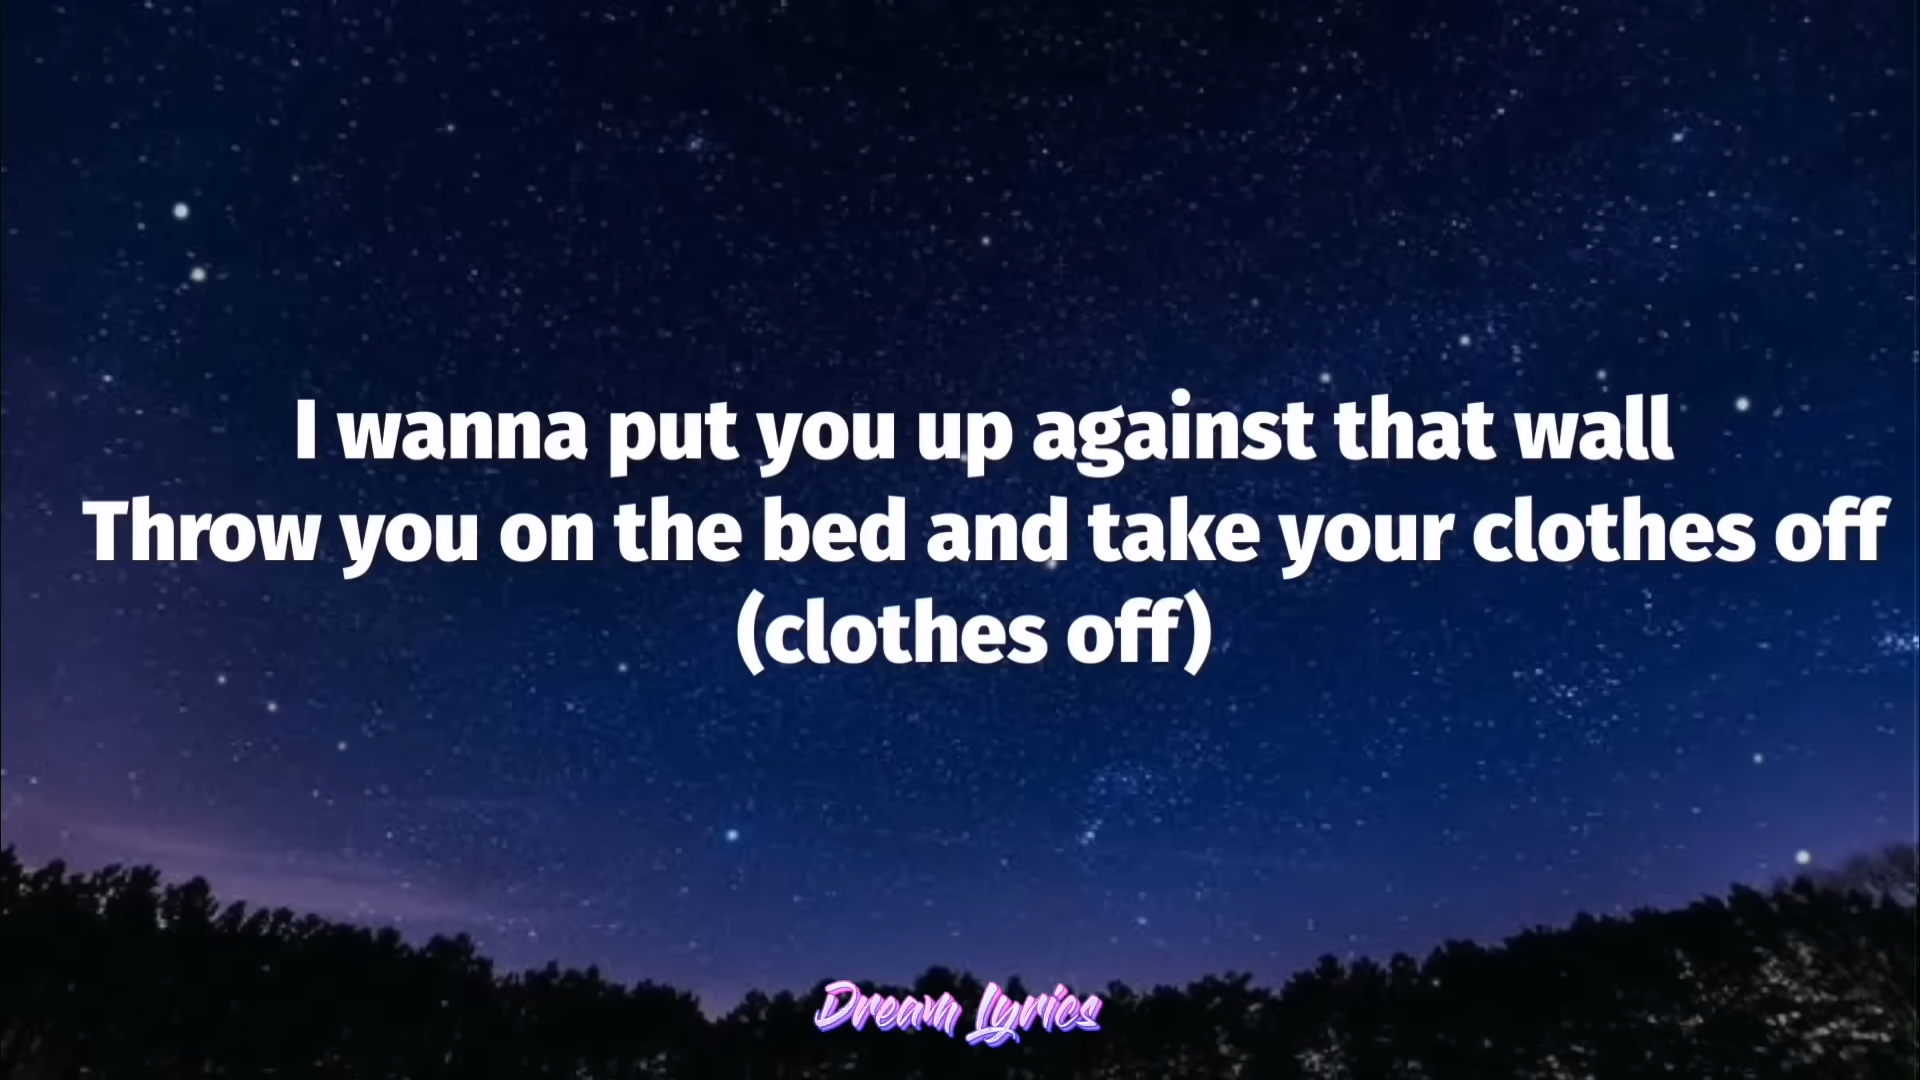 I wanna put you up against that wall
Throw you on the bed and take your clothes off
(clothes off)
Dream Lyrics